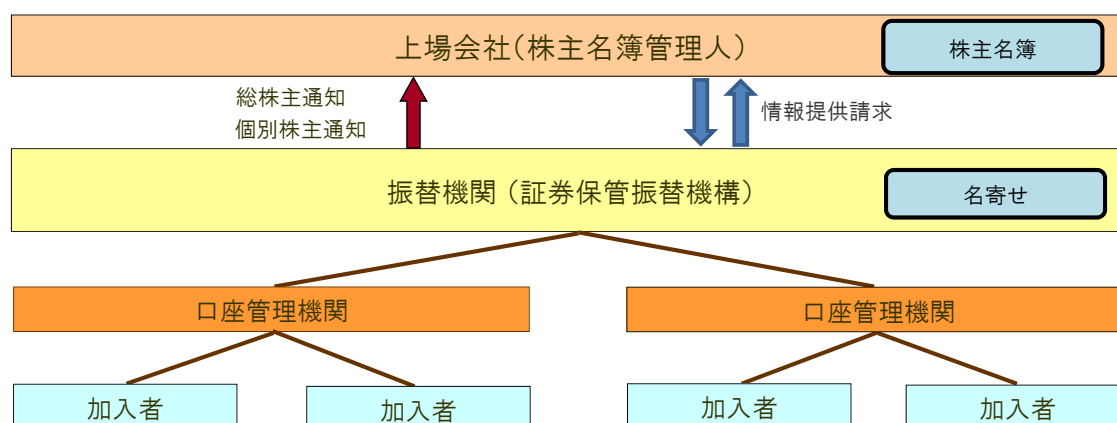 上場会社(株主名簿管理人)
株主名簿
総株主通知
個別株主通知
情報提供請求
振替機関(証券保管振替機構)
名寄せ
口座管理機関
口座管理機関
加入者
加入者
加入者
加入者